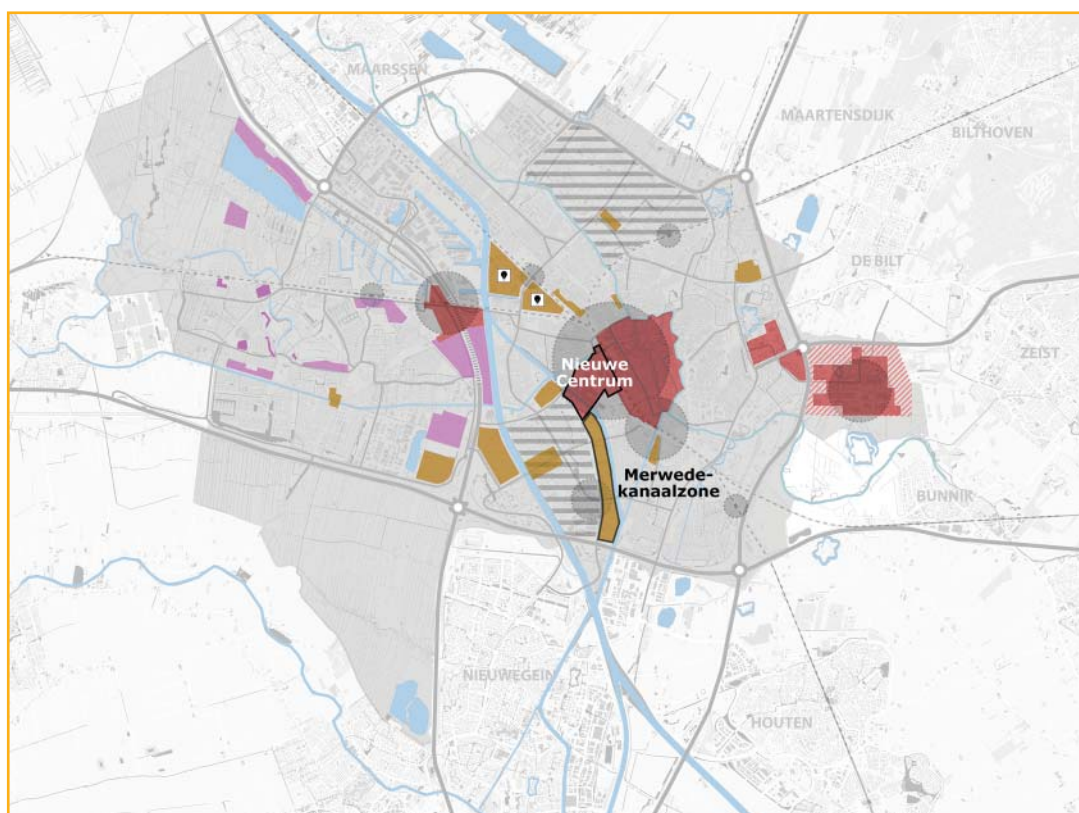 MAARSSEN
MAARTENSDIJK
BILTHOVEN
DE BILT
ZEIST
Nieuwe
Centrum
Merwede-
kanaalzone
BUNNIK
NIEUWEGEIN
HOUTEN